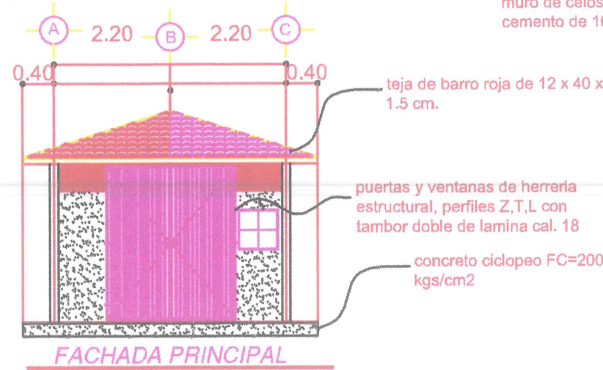 muro de celos
cemento de 16
A B C
2.20 2.20
0.40 0.40
teja de barro roja de 12 x 40 x
1.5 cm.
puertas y ventanas de herreria
estructural, perfiles Z,T,L con
tambor doble de lamina cal. 18
concreto ciclopeo FC=200
kgs/cm2
FACHADA PRINCIPAL